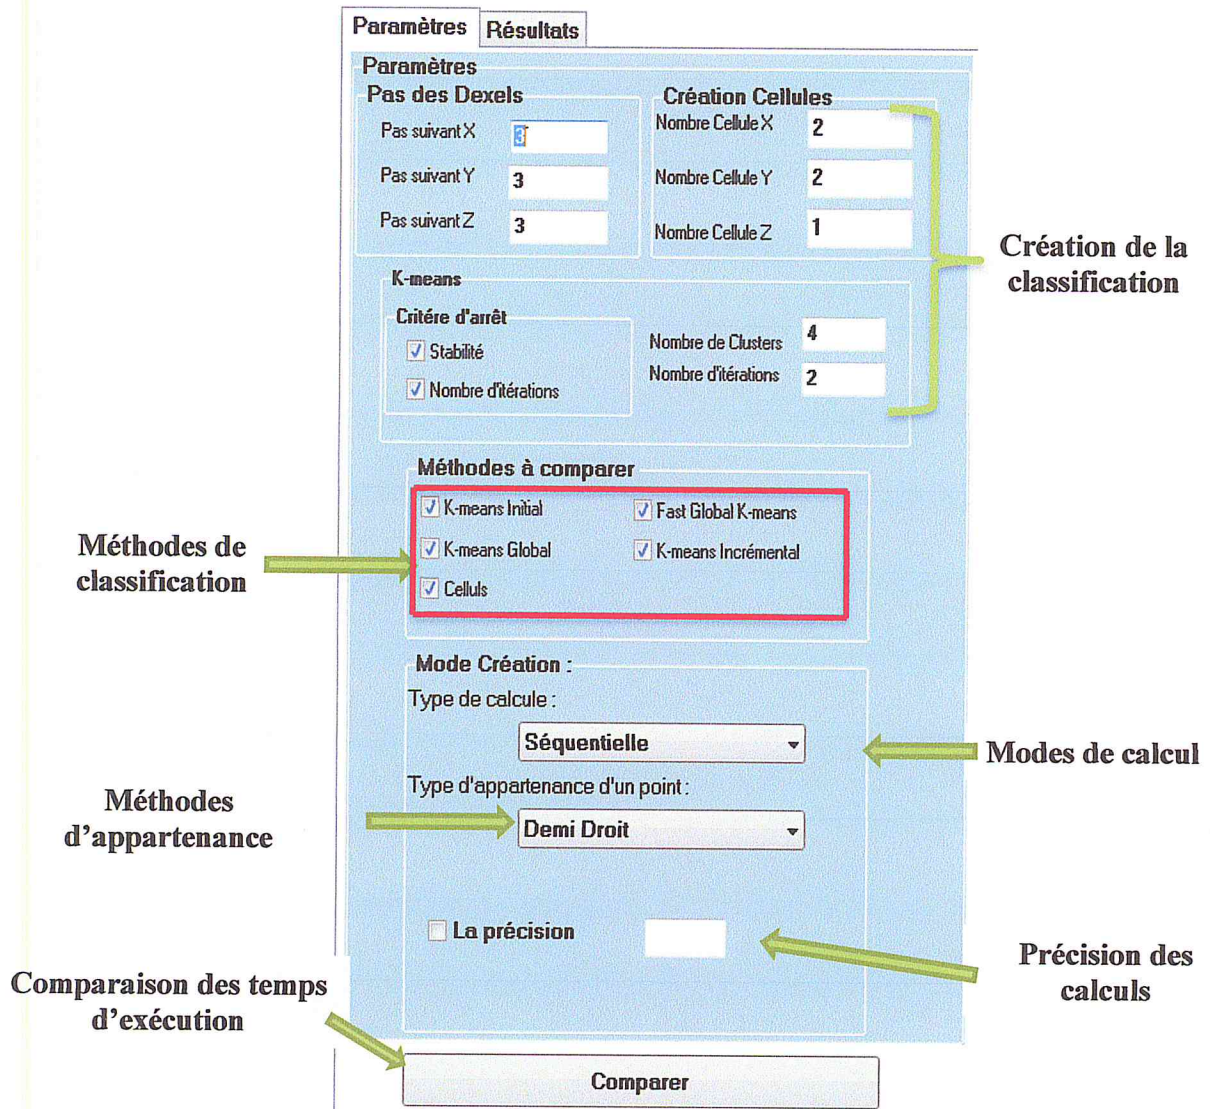 Paramètres Résultats
Paramètres
Pas des Dexels
Pas suivant X 3
Pas suivant Y 3
Pas suivant Z 3
Création Cellules
Nombre Cellule X 2
Nombre Cellule Y 2
Nombre Cellule Z 1
Création de la
classification
K-means
Critére d'arrêt
Stabilité
Nombre d'itérations
Nombre de Clusters 4
Nombre d'itérations 2
Méthodes à comparer
K-means Initial
Fast Global K-means
K-means Global
K-means Incrémental
Celluls
Méthodes de
classification
Mode Création :
Type de calcule :
Séquentielle
Modes de calcul
Type d'appartenance d'un point :
Demi Droit
Méthodes
d’appartenance
La précision
Précision des
calculs
Comparaison des temps
d’exécution
Comparer